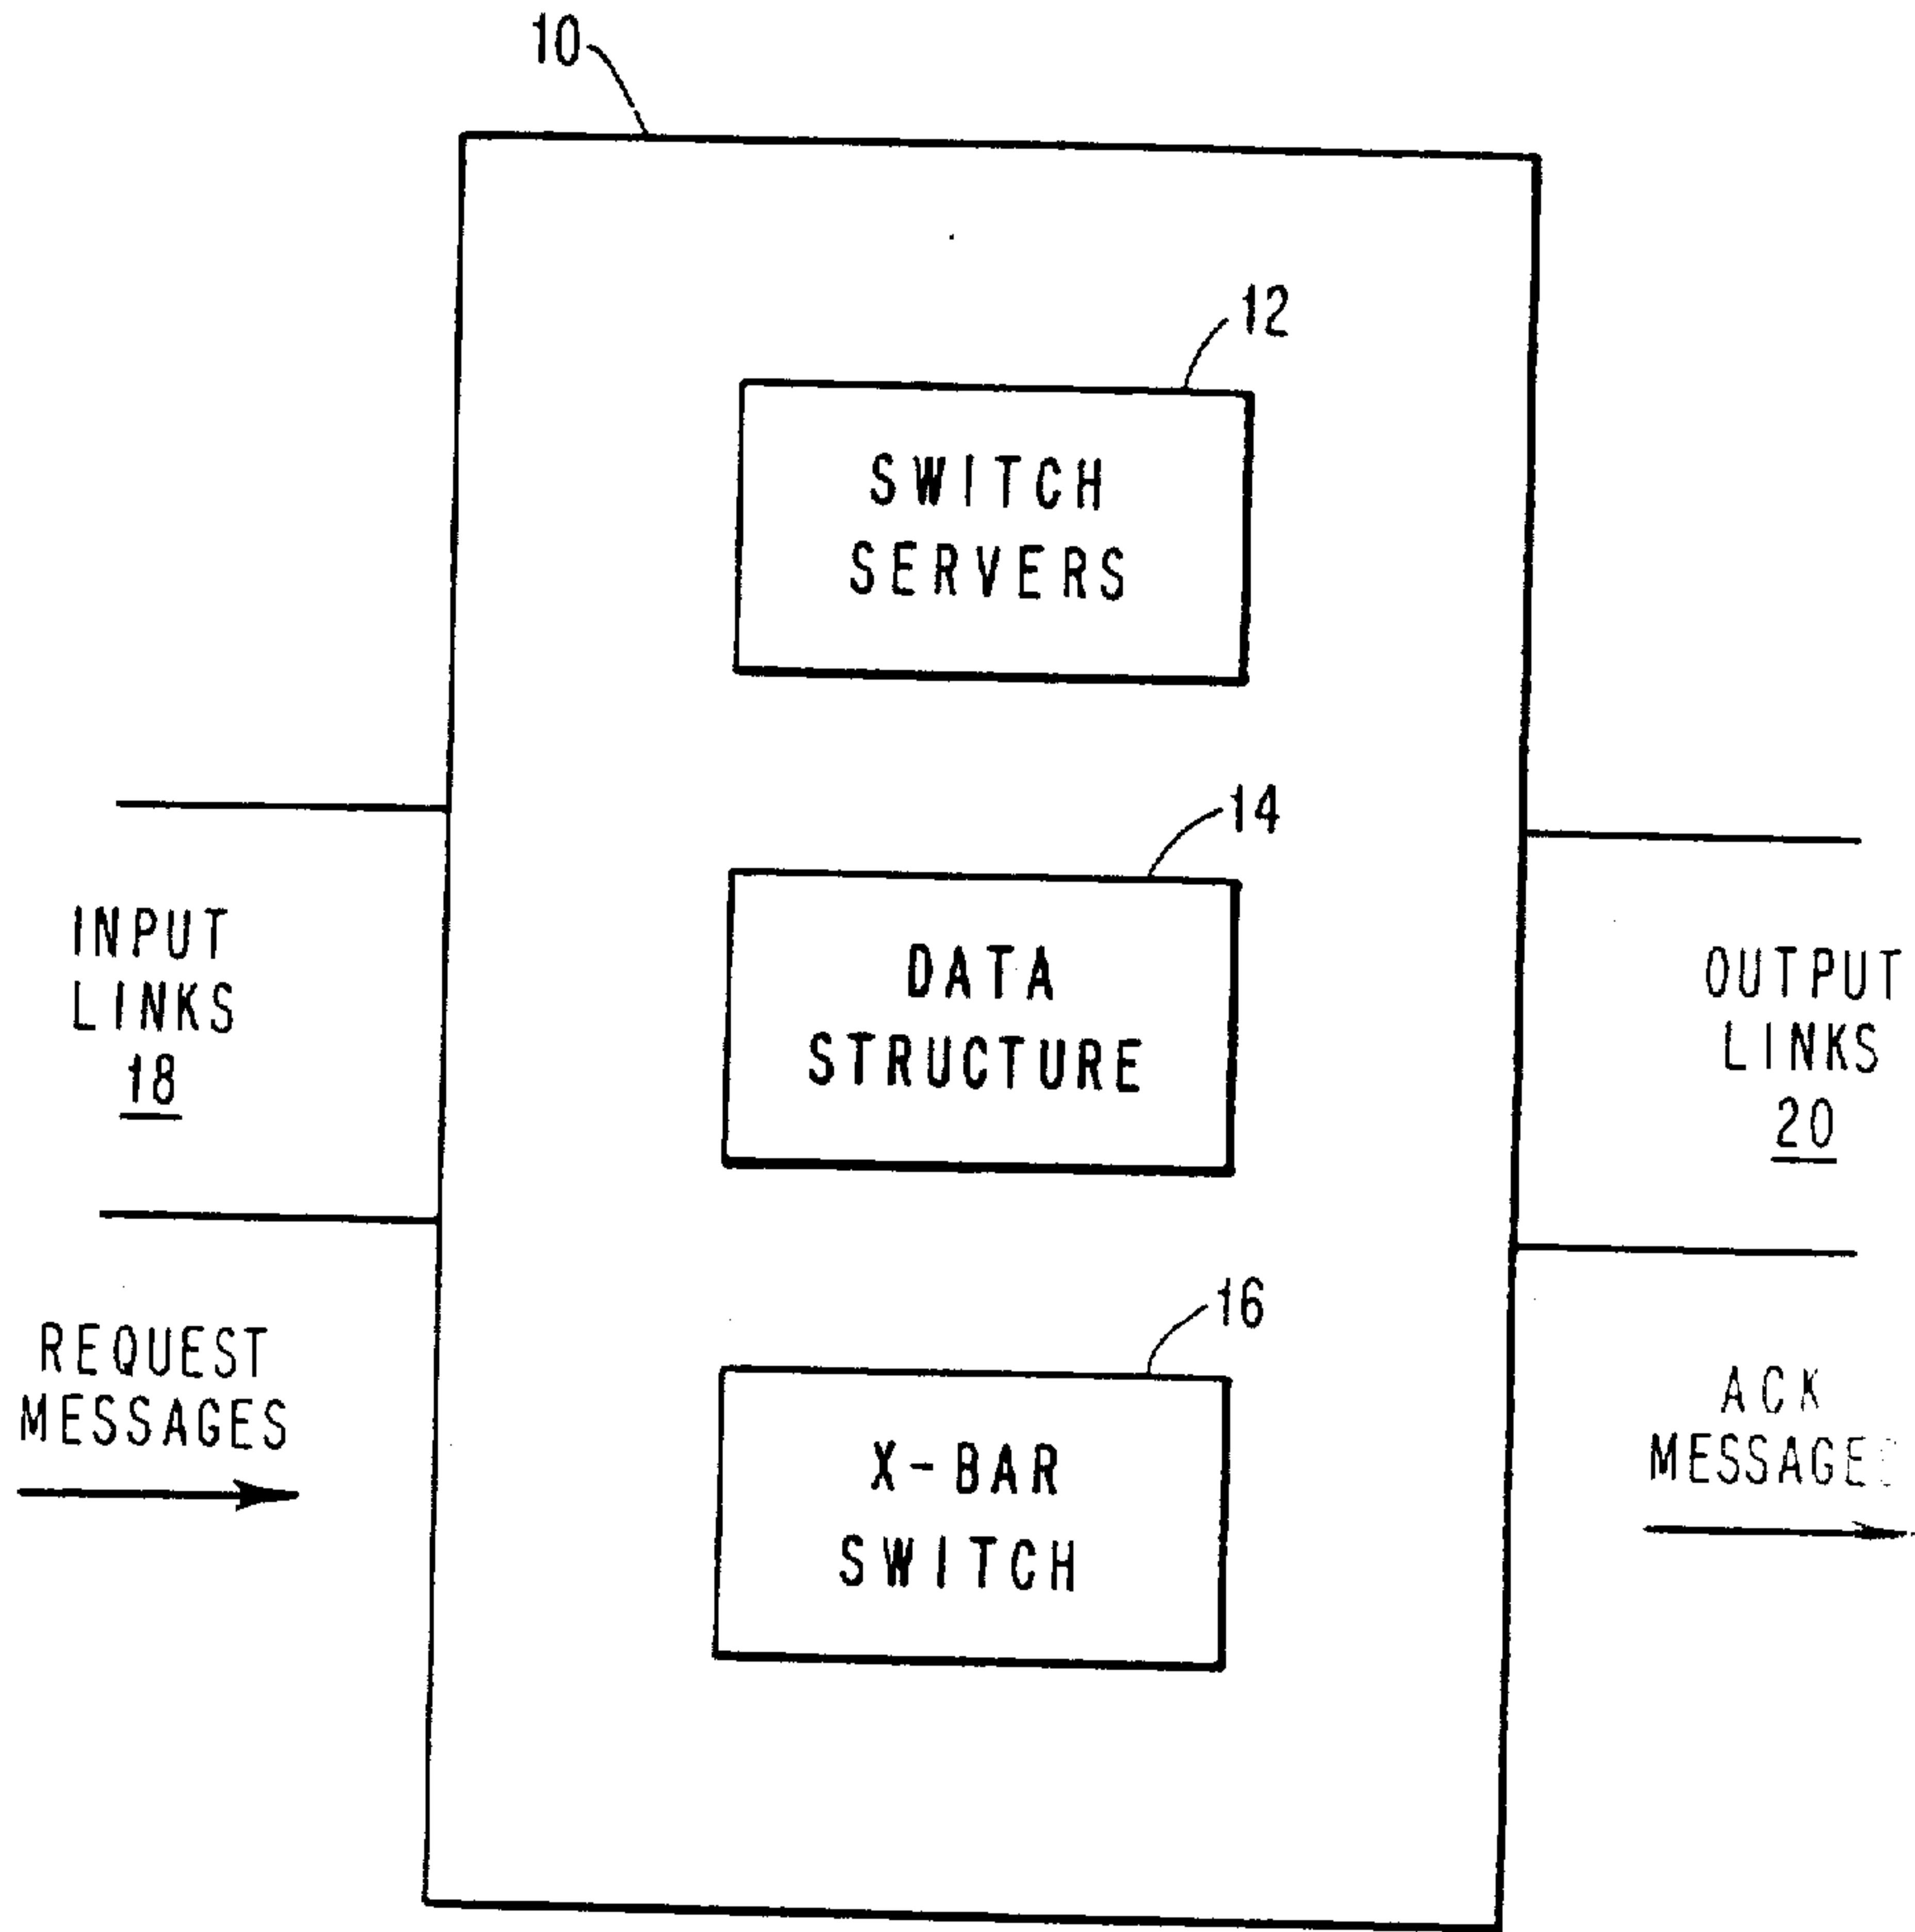 10
12
SWITCH
SERVERS
14
DATA
STRUCTURE
INPUT
LINKS
18
OUTPUT
LINKS
20
16
X-BAR
SWITCH
REQUEST
MESSAGES
ACK
MESSAGES